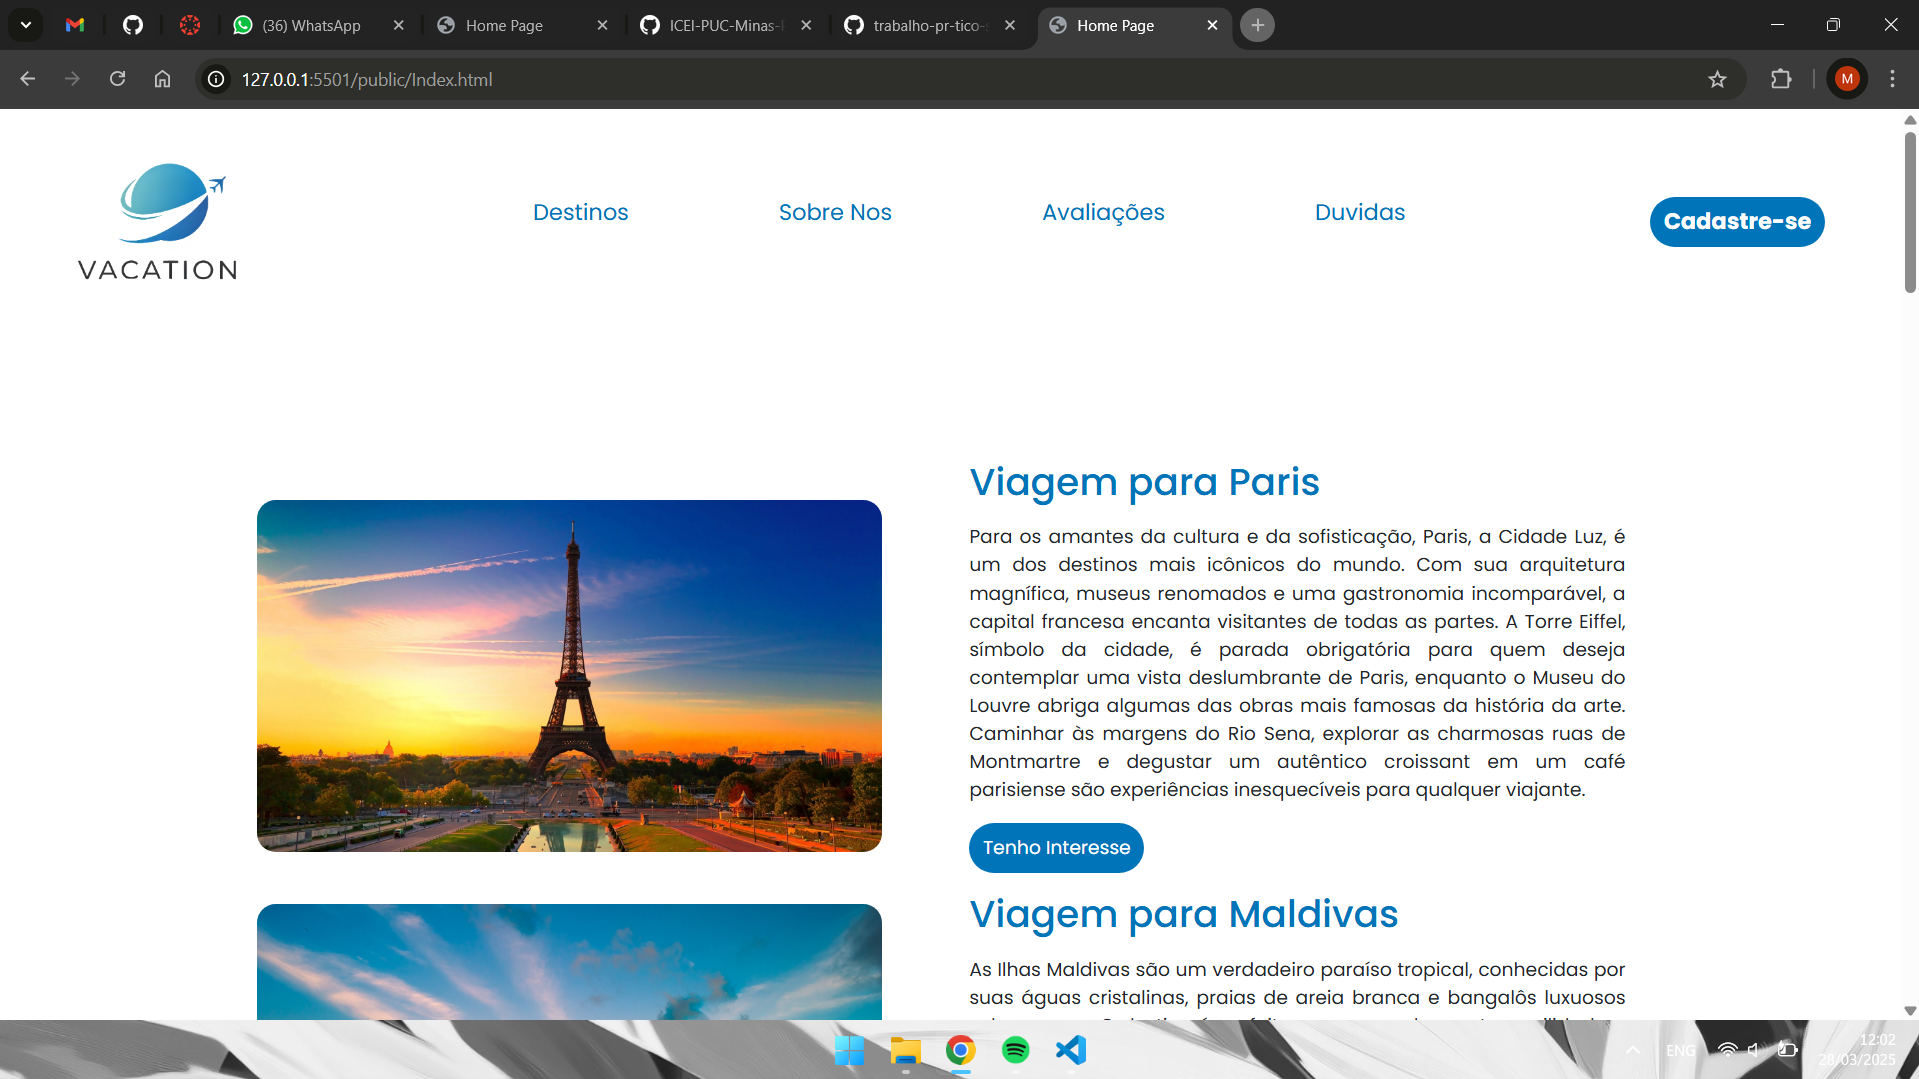 (36) WhatsApp
Home Page
ICEI-PUC-Minas-
trabalho-pr-tico-
Home Page
127.0.0.1:5501/public/Index.html
M
VACATION
Destinos
Sobre Nos
Avaliações
Duvidas
Cadastre-se
Viagem para Paris
Para os amantes da cultura e da sofisticação, Paris, a Cidade Luz, é
um dos destinos mais icônicos do mundo. Com sua arquitetura
magnífica, museus renomados e uma gastronomia incomparável, a
capital francesa encanta visitantes de todas as partes. A Torre Eiffel,
símbolo da cidade, é parada obrigatória para quem deseja
contemplar uma vista deslumbrante de Paris, enquanto o Museu do
Louvre abriga algumas das obras mais famosas da história da arte.
Caminhar às margens do Rio Sena, explorar as charmosas ruas de
Montmartre e degustar um autêntico croissant em um café
parisiense são experiências inesquecíveis para qualquer viajante.
Tenho Interesse
Viagem para Maldivas
As Ilhas Maldivas são um verdadeiro paraíso tropical, conhecidas por
suas águas cristalinas, praias de areia branca e bangalôs luxuosos
ENG
12:02
28/03/2025